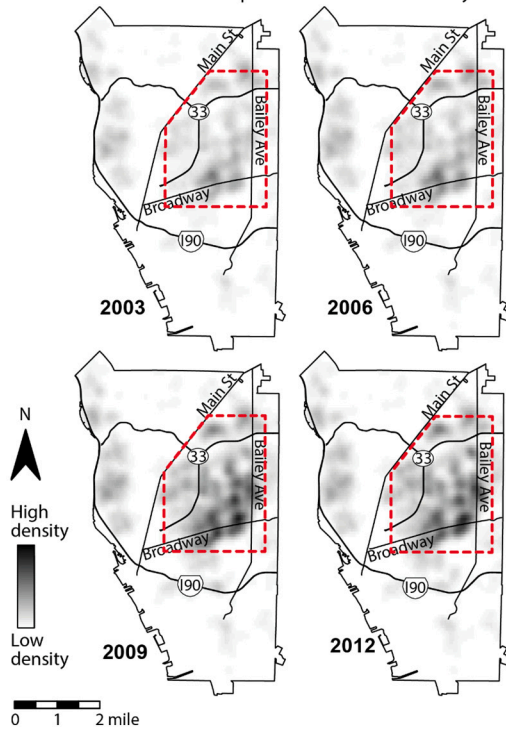 Main St
33
Bailey Ave
Broadway
I90
2003
Main St
33
Bailey Ave
Broadway
I90
2006
N
High
density
Low
density
0 1 2 mile
Main St
33
Bailey Ave
Broadway
I90
2009
Main St
33
Bailey Ave
Broadway
I90
2012